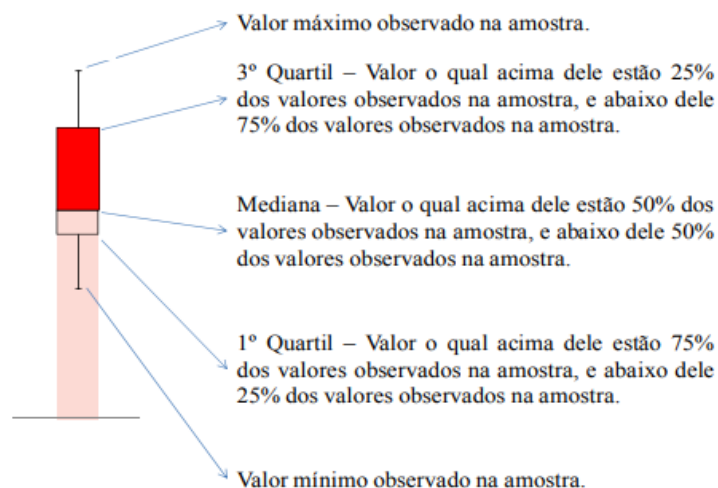 Valor máximo observado na amostra.
3º Quartil – Valor o qual acima dele estão 25%
dos valores observados na amostra, e abaixo dele
75% dos valores observados na amostra.
Mediana – Valor o qual acima dele estão 50% dos
valores observados na amostra, e abaixo dele 50%
dos valores observados na amostra.
1º Quartil – Valor o qual acima dele estão 75%
dos valores observados na amostra, e abaixo dele
25% dos valores observados na amostra.
Valor mínimo observado na amostra.